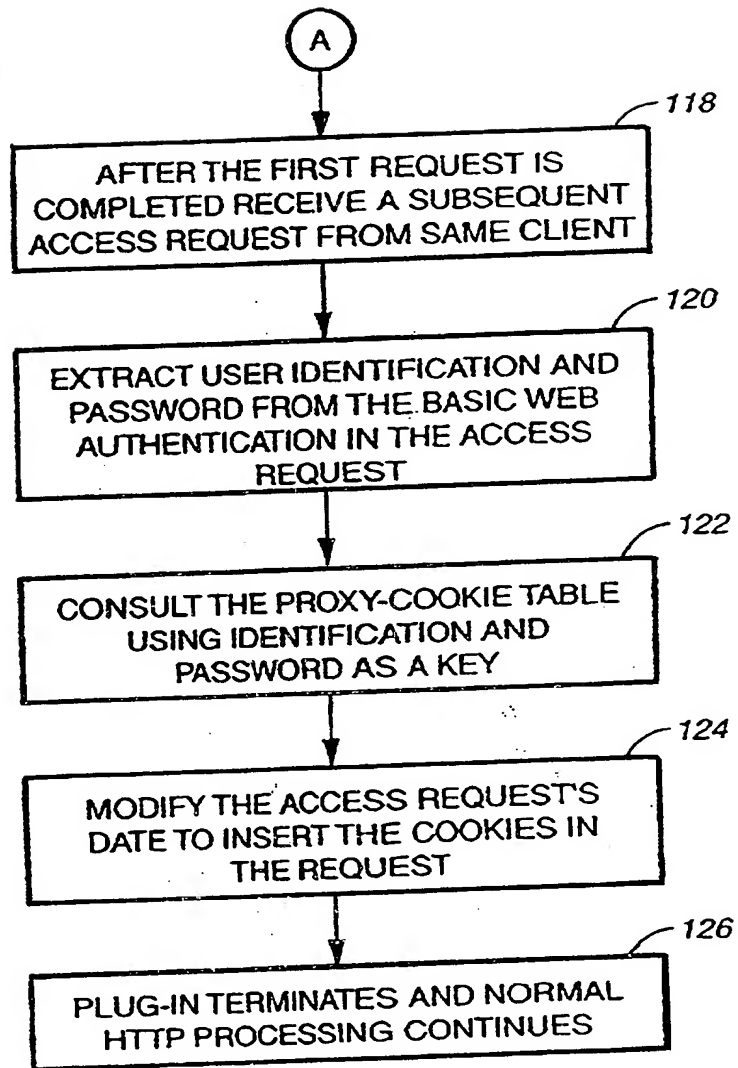 A
118
AFTER THE FIRST REQUEST IS
COMPLETED RECEIVE A SUBSEQUENT
ACCESS REQUEST FROM SAME CLIENT
120
EXTRACT USER IDENTIFICATION AND
PASSWORD FROM THE BASIC WEB
AUTHENTICATION IN THE ACCESS
REQUEST
122
CONSULT THE PROXY-COOKIE TABLE
USING IDENTIFICATION AND
PASSWORD AS A KEY
124
MODIFY THE ACCESS REQUEST'S
DATE TO INSERT THE COOKIES IN
THE REQUEST
126
PLUG-IN TERMINATES AND NORMAL
HTTP PROCESSING CONTINUES